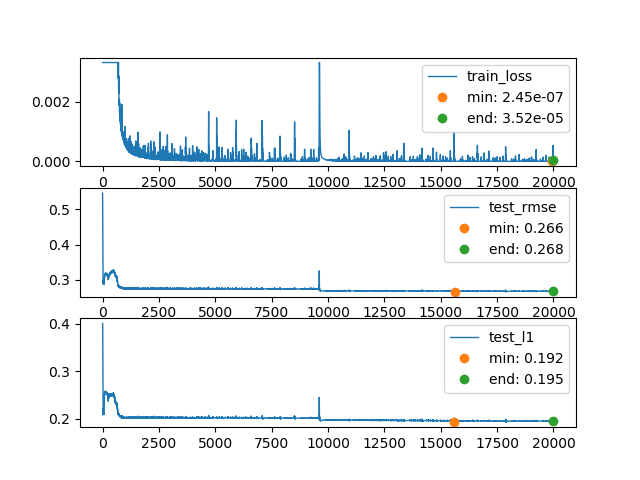 train_loss
min: 2.45e-07
end: 3.52e-05
0.002
0.000
0 2500 5000 7500 10000 12500 15000 17500 20000
test_rmse
min: 0.266
end: 0.268
0.5
0.4
0.3
0 2500 5000 7500 10000 12500 15000 17500 20000
test_l1
min: 0.192
end: 0.195
0.4
0.3
0.2
0 2500 5000 7500 10000 12500 15000 17500 20000